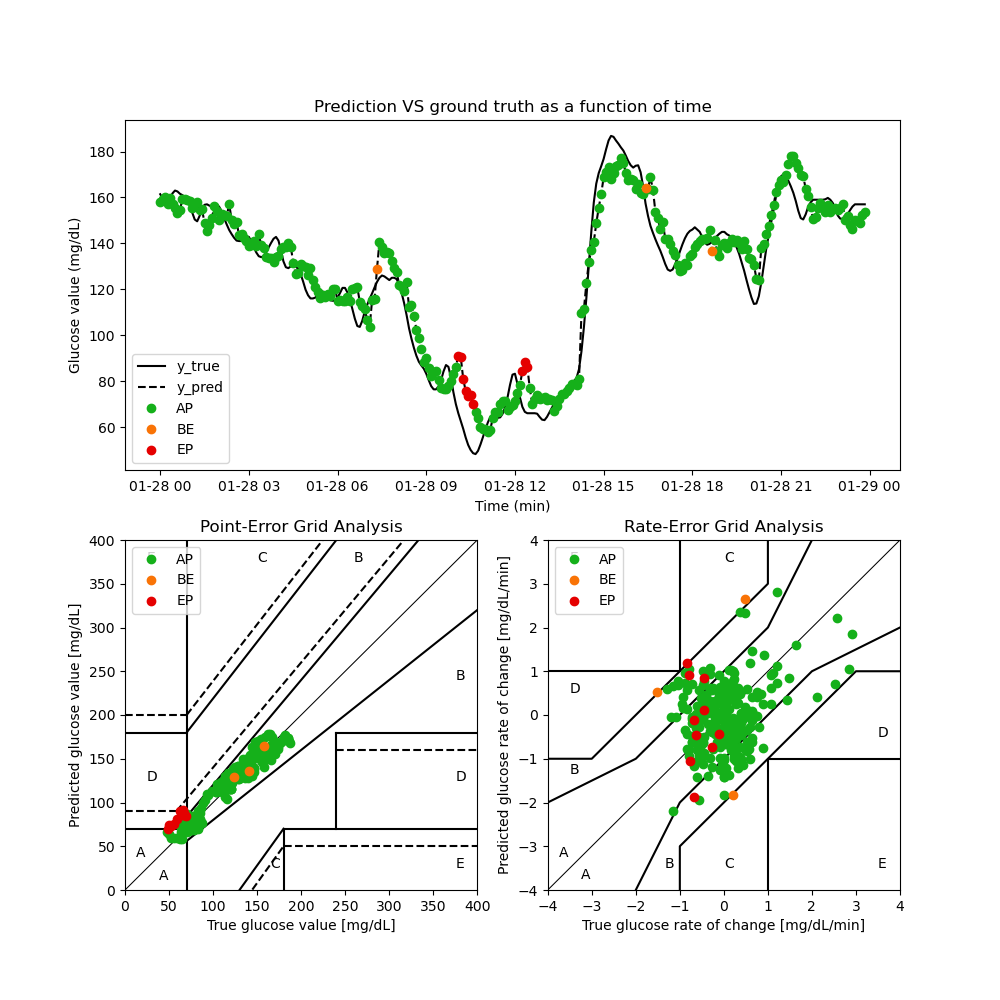 Prediction VS ground truth as a function of time
Glucose value (mg/dL)
180
160
140
120
100
80
60
y_true
y_pred
AP
BE
EP
01-28 00 01-28 03 01-28 06 01-28 09 01-28 12 01-28 15 01-28 18 01-28 21 01-29 00
Time (min)
Point-Error Grid Analysis
Predicted glucose value [mg/dL]
400
350
300
250
200
150
100
50
0
AP
BE
EP
C
B
B
D
D
A
A
C
E
0 50 100 150 200 250 300 350 400
True glucose value [mg/dL]
Rate-Error Grid Analysis
Predicted glucose rate of change [mg/dL/min]
4
3
2
1
0
−1
−2
−3
−4
AP
BE
EP
C
D
D
B
A
A
B
C
E
−4 −3 −2 −1 0 1 2 3 4
True glucose rate of change [mg/dL/min]